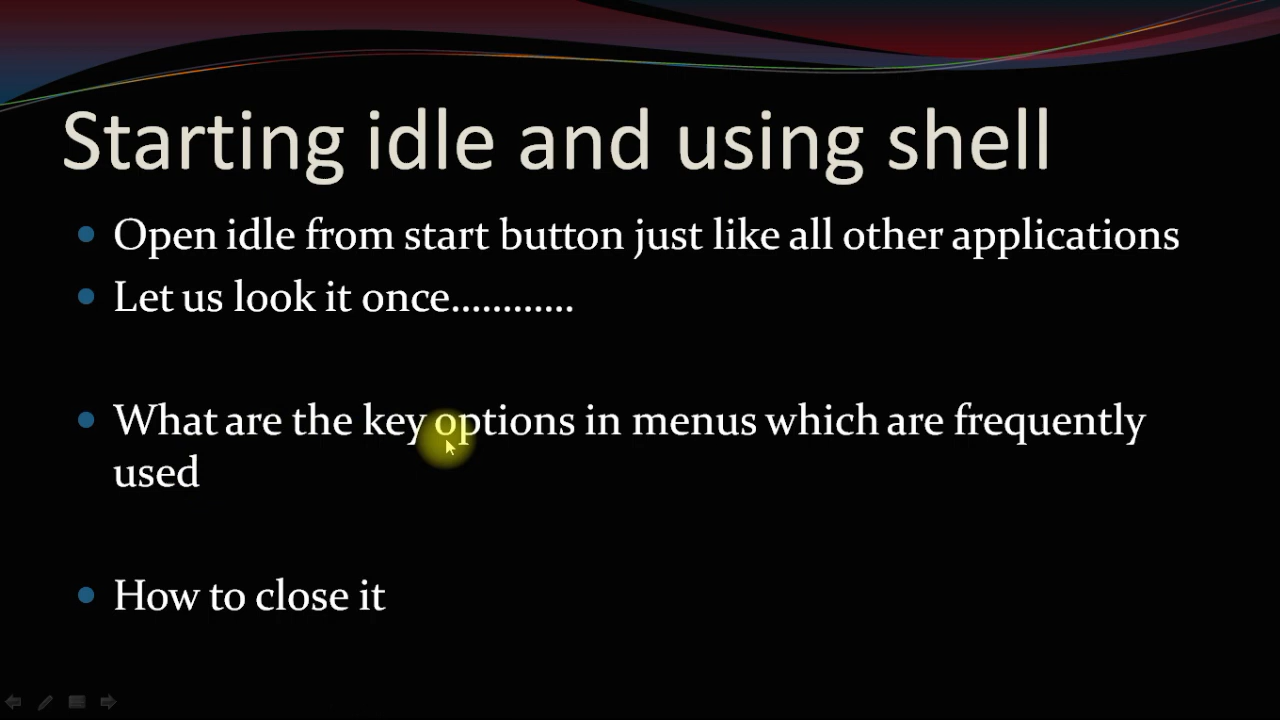 Starting idle and using shell
Open idle from start button just like all other applications
Let us look it once............
What are the key options in menus which are frequently
used
How to close it